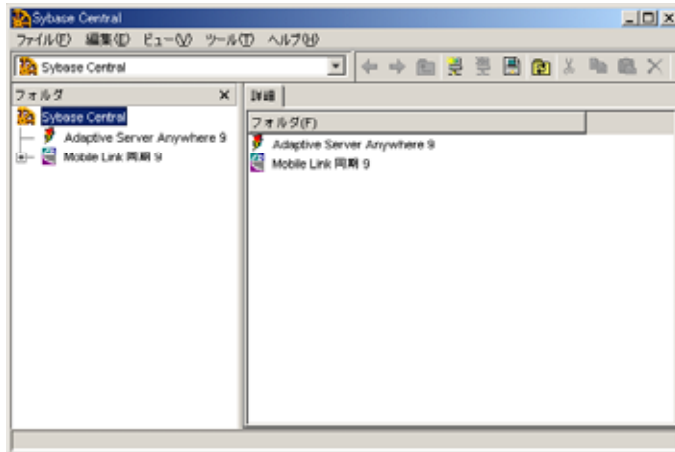 Sybase Central
ファイル(F) 編集(E) ビュー(V) ツール(T) ヘルプ(H)
Sybase Central
フォルダ
詳細
Sybase Central
Adaptive Server Anywhere 9
Mobile Link 同期 9
フォルダ(F)
Adaptive Server Anywhere 9
Mobile Link 同期 9